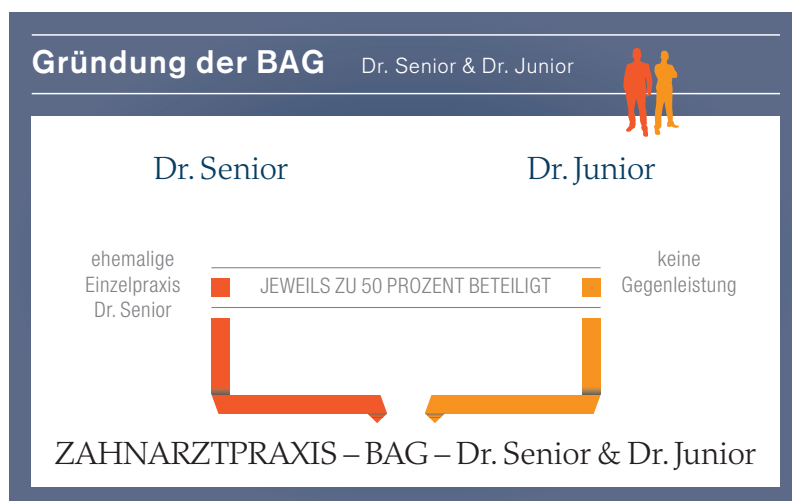 Gründung der BAG Dr. Senior & Dr. Junior
Dr. Senior
Dr. Junior
ehemalige
Einzelpraxis
Dr. Senior
JEWEILS ZU 50 PROZENT BETEILIGT
keine
Gegenleistung
ZAHNARZTPRAXIS – BAG – Dr. Senior & Dr. Junior